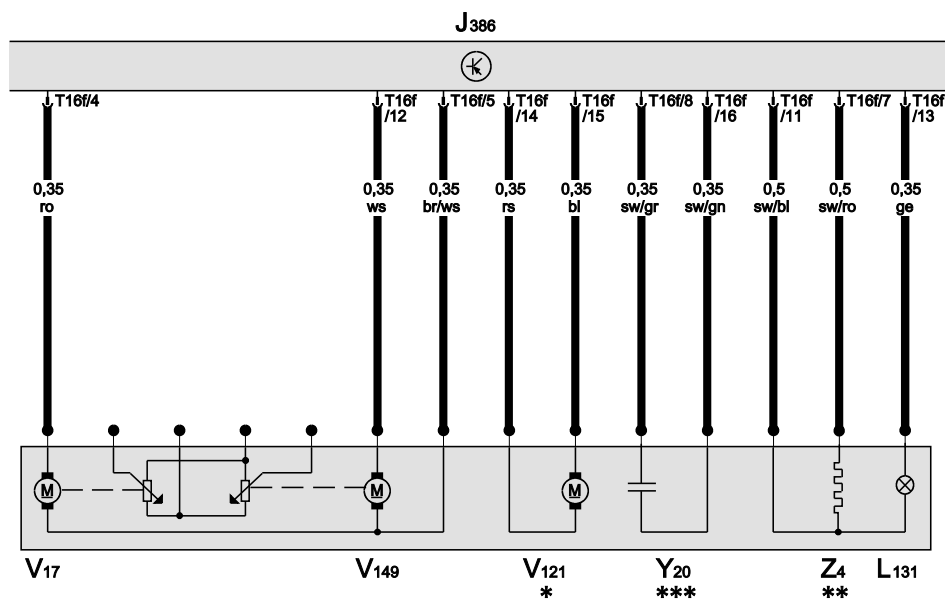 J386
T16f/4
T16f
/12
T16f/5
T16f
/14
T16f
/15
T16f/8
T16f
/16
T16f
/11
T16f/7
T16f
/13
0,35
ro
0,35
ws
0,35
br/ws
0,35
rs
0,35
bl
0,35
sw/gr
0,35
sw/gn
0,5
sw/bl
0,5
sw/ro
0,35
ge
M
M
M
V17
V149
V121
*
Y20
***
Z4
**
L131